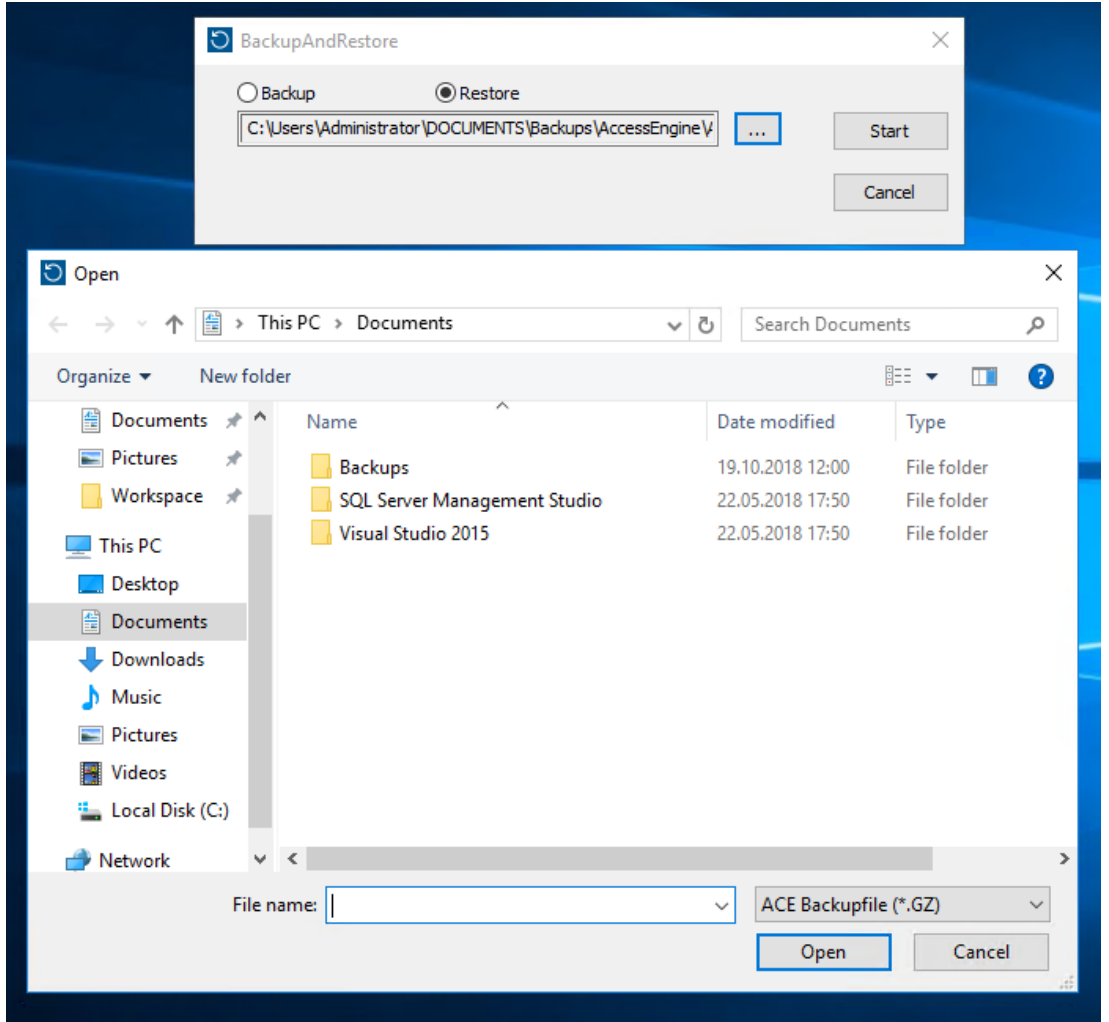 BackupAndRestore
Backup Restore
C:\Users\Administrator\DOCUMENTS\Backups\AccessEngine\ ... Start
Cancel
Open
This PC > Documents Search Documents
Organize New folder
Documents
Pictures
Workspace
This PC
Desktop
Documents
Downloads
Music
Pictures
Videos
Local Disk (C:)
Network
Name Date modified Type
Backups 19.10.2018 12:00 File folder
SQL Server Management Studio 22.05.2018 17:50 File folder
Visual Studio 2015 22.05.2018 17:50 File folder
File name: ACE Backupfile (*.GZ)
Open Cancel